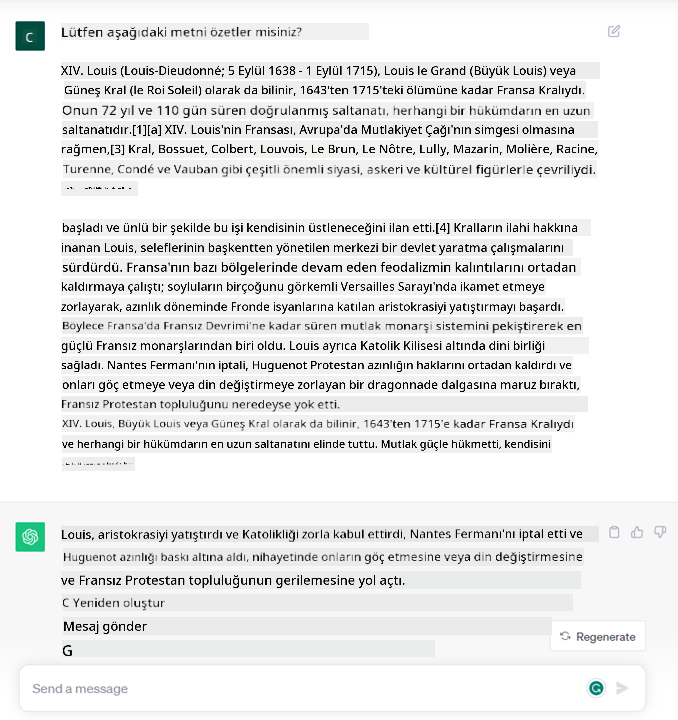 C
Lütfen aşağıdaki metni özetler misiniz?
XIV. Louis (Louis-Dieudonné; 5 Eylül 1638 - 1 Eylül 1715), Louis le Grand (Büyük Louis) veya
Güneş Kral (le Roi Soleil) olarak da bilinir, 1643'ten 1715'teki ölümüne kadar Fransa Kralıydı.
Onun 72 yıl ve 110 gün süren doğrulanmış saltanatı, herhangi bir hükümdarın en uzun
saltanatıdır.[1][a] XIV. Louis'nin Fransası, Avrupa'da Mutlakiyet Çağı'nın simgesi olmasına
rağmen,[3] Kral, Bossuet, Colbert, Louvois, Le Brun, Le Nôtre, Lully, Mazarin, Molière, Racine,
Turenne, Condé ve Vauban gibi çeşitli önemli siyasi, askeri ve kültürel figürlerle çevriliydi.
başladı ve ünlü bir şekilde bu işi kendisinin üstleneceğini ilan etti.[4] Kralların ilahi hakkına
inanan Louis, seleflerinin başkentten yönetilen merkezi bir devlet yaratma çalışmalarını
sürdürdü. Fransa'nın bazı bölgelerinde devam eden feodalizmin kalıntılarını ortadan
kaldırmaya çalıştı; soyluların birçoğunu görkemli Versailles Sarayı'nda ikamet etmeye
zorlayarak, azınlık döneminde Fronde isyanlarına katılan aristokrasiyi yatıştırmayı başardı.
Böylece Fransa'da Fransız Devrimi'ne kadar süren mutlak monarşi sistemini pekiştirerek en
güçlü Fransız monarşlarından biri oldu. Louis ayrıca Katolik Kilisesi altında dini birliği
sağladı. Nantes Fermanı'nın iptali, Huguenot Protestan azınlığın haklarını ortadan kaldırdı ve
onları göç etmeye veya din değiştirmeye zorlayan bir dragonnade dalgasına maruz bıraktı,
Fransız Protestan topluluğunu neredeyse yok etti.
XIV. Louis, Büyük Louis veya Güneş Kral olarak da bilinir, 1643'ten 1715'e kadar Fransa Kralıydı
ve herhangi bir hükümdarın en uzun saltanatını elinde tuttu. Mutlak güçle hükmetti, kendisini
Louis, aristokrasiyi yatıştırdı ve Katolikliği zorla kabul ettirdi, Nantes Fermanı'nı iptal etti ve
Huguenot azınlığı baskı altına aldı, nihayetinde onların göç etmesine veya din değiştirmesine
ve Fransız Protestan topluluğunun gerilemesine yol açtı.
C Yeniden oluştur
Mesaj gönder
Regenerate
G
Send a message